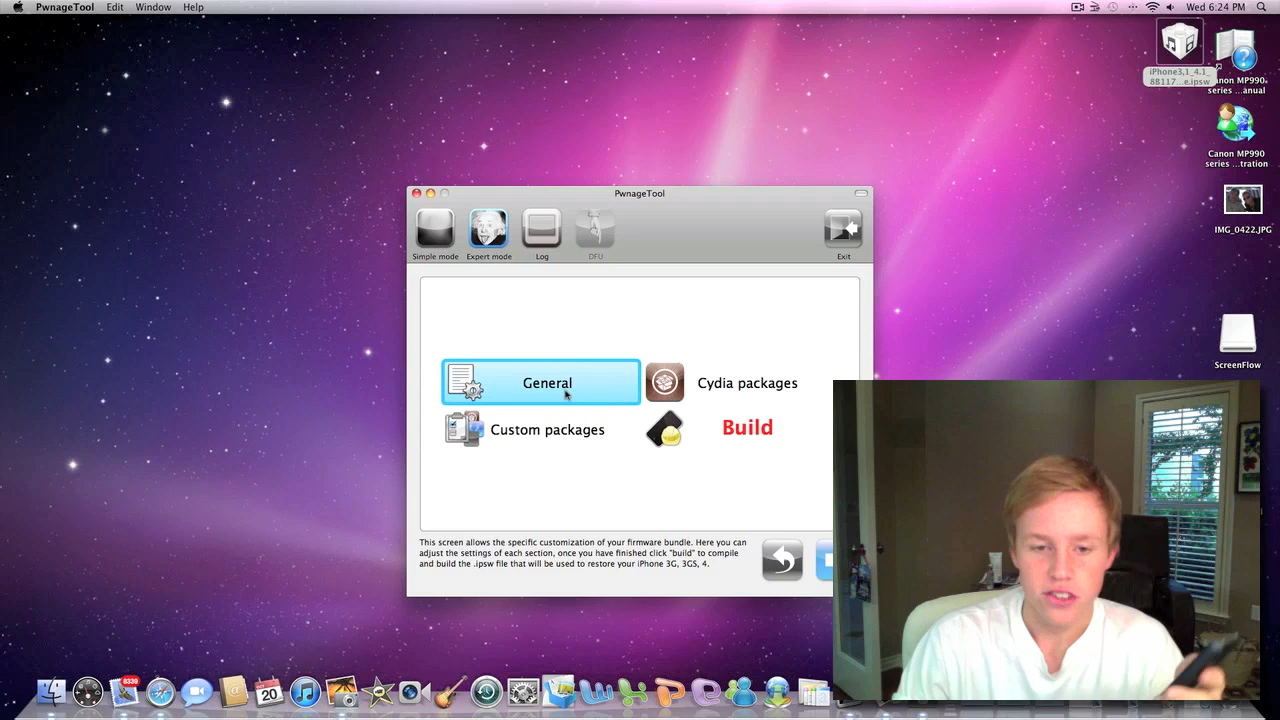 PwnageTool Edit Window Help
Wed 6:24 PM
iPhone3,1_4.1_
8B117...e.ipsw
Canon MP990
series ...anual
Canon MP990
series ...tration
IMG_0422.JPG
ScreenFlow
PwnageTool
Simple mode
Expert mode
Log
DFU
Exit
General
Cydia packages
Custom packages
Build
This screen allows the specific customization of your firmware bundle. Here you can
adjust the settings of each section, once you have finished click "build" to compile
and build the .ipsw file that will be used to restore your iPhone 3G, 3GS, 4.
8339
20